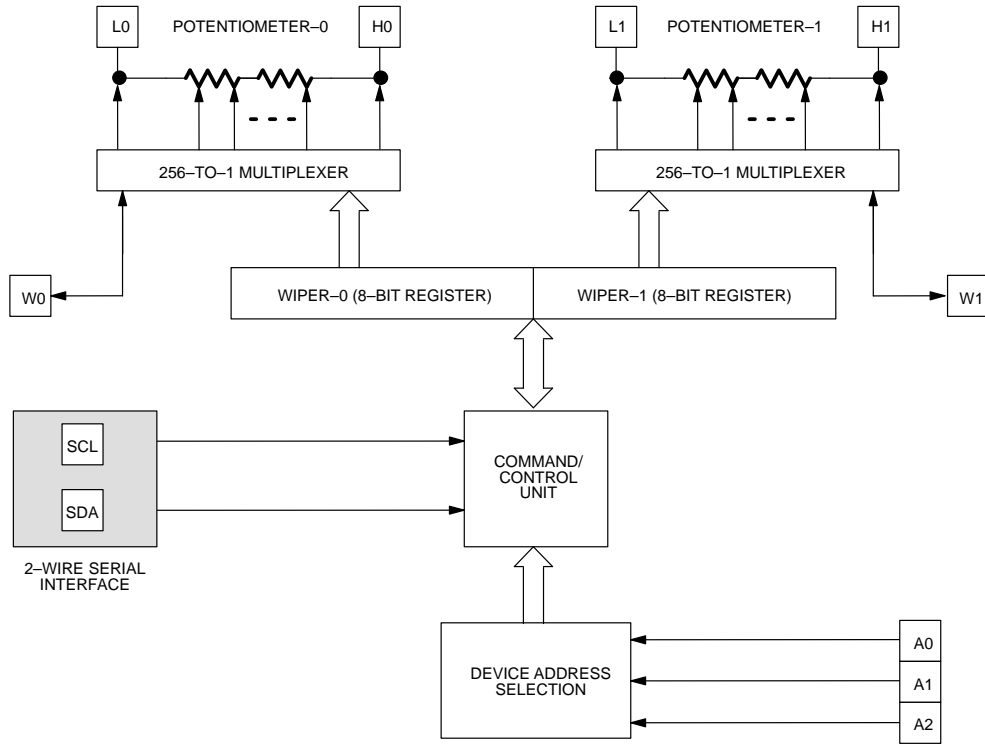 L0
POTENTIOMETER–0
H0
L1
POTENTIOMETER–1
H1
256–TO–1 MULTIPLEXER
256–TO–1 MULTIPLEXER
W0
WIPER–0 (8–BIT REGISTER)
WIPER–1 (8–BIT REGISTER)
W1
SCL
SDA
COMMAND/
CONTROL
UNIT
2–WIRE SERIAL
INTERFACE
DEVICE ADDRESS
SELECTION
A0
A1
A2